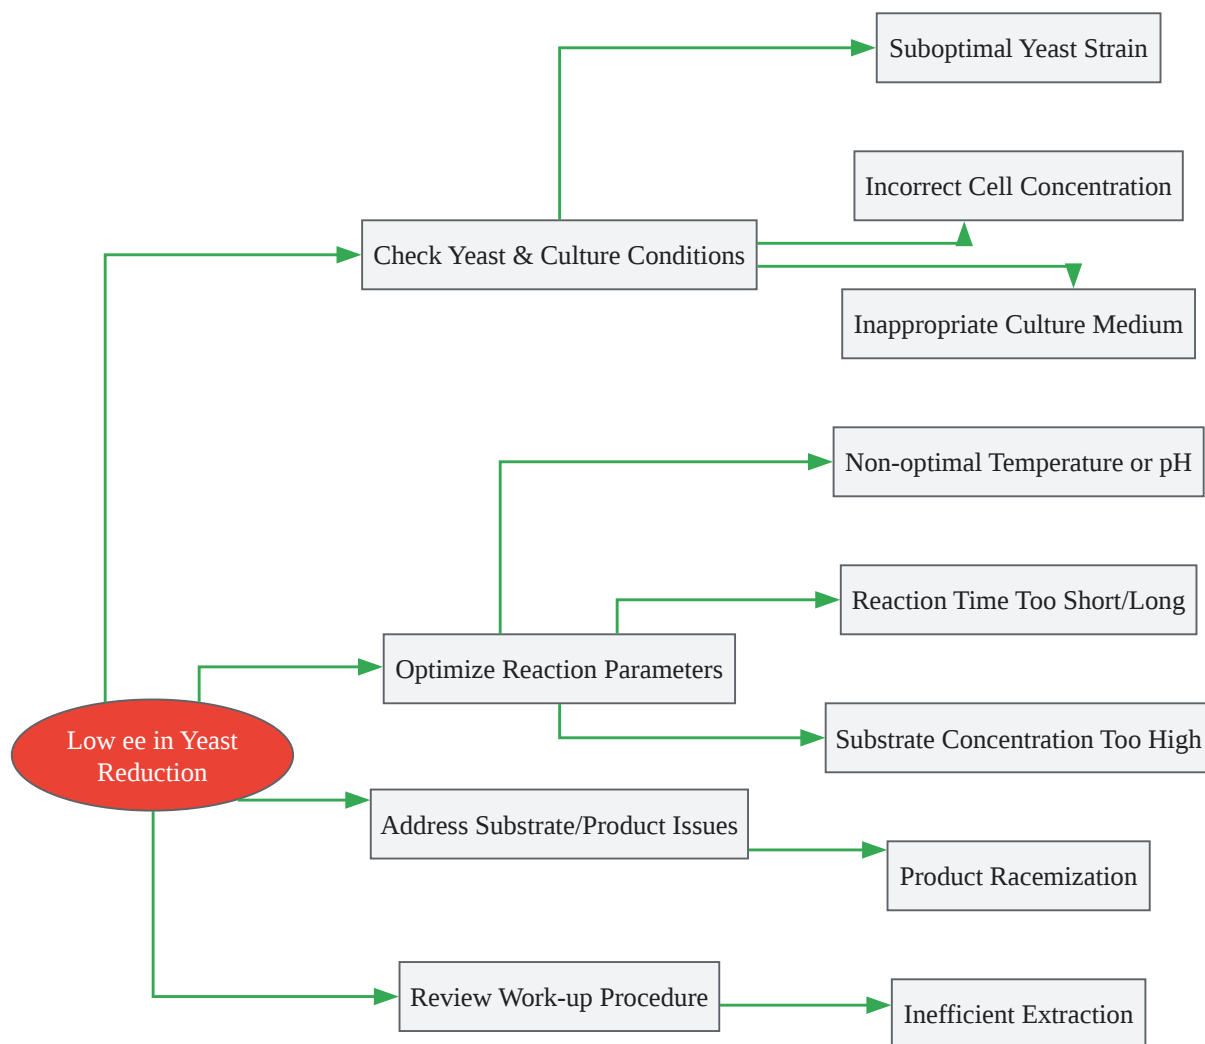 Suboptimal Yeast Strain
Incorrect Cell Concentration
Check Yeast & Culture Conditions
Inappropriate Culture Medium
Non-optimal Temperature or pH
Reaction Time Too Short/Long
Optimize Reaction Parameters
Substrate Concentration Too High
Low ee in Yeast
Reduction
Address Substrate/Product Issues
Product Racemization
Review Work-up Procedure
Inefficient Extraction